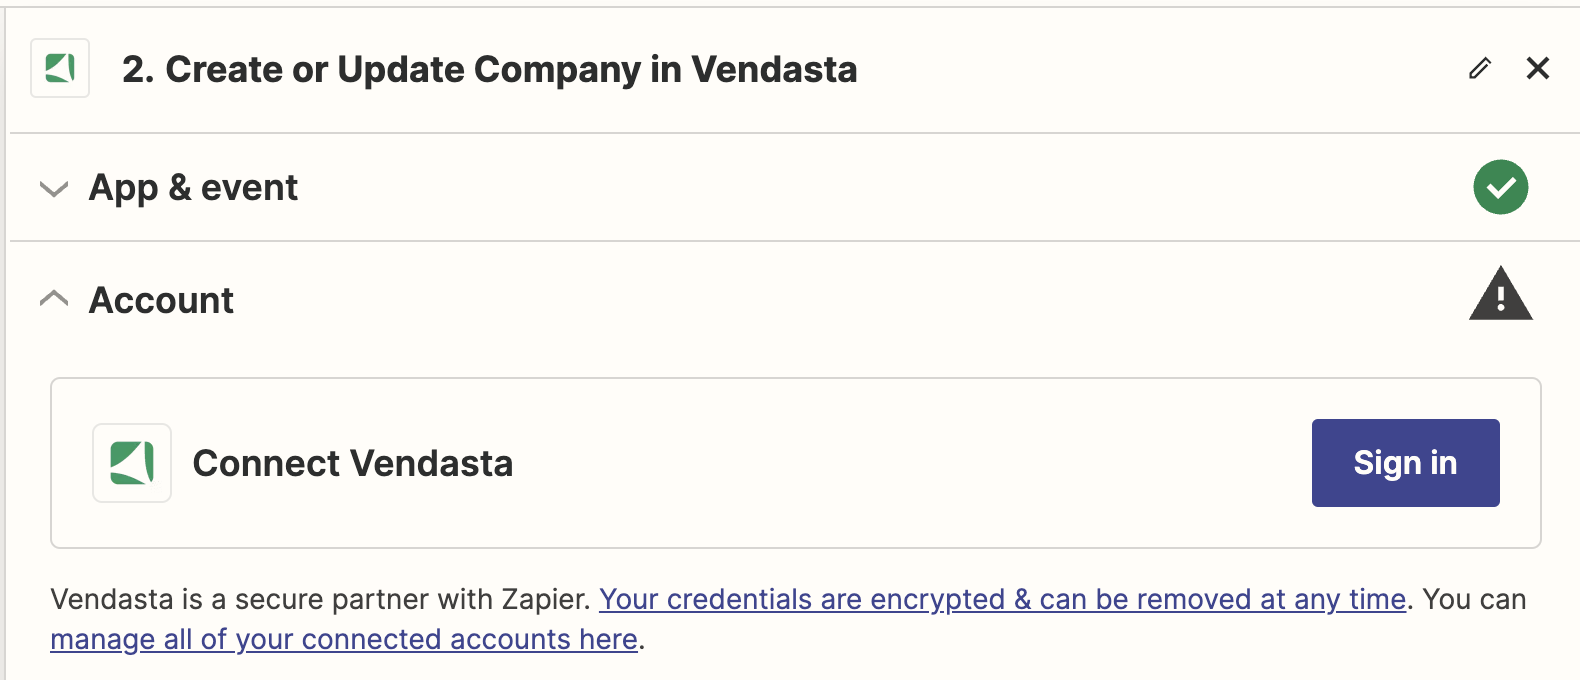 2. Create or Update Company in Vendasta
App & event
Account
Connect Vendasta
Sign in
Vendasta is a secure partner with Zapier. Your credentials are encrypted & can be removed at any time. You can
manage all of your connected accounts here.